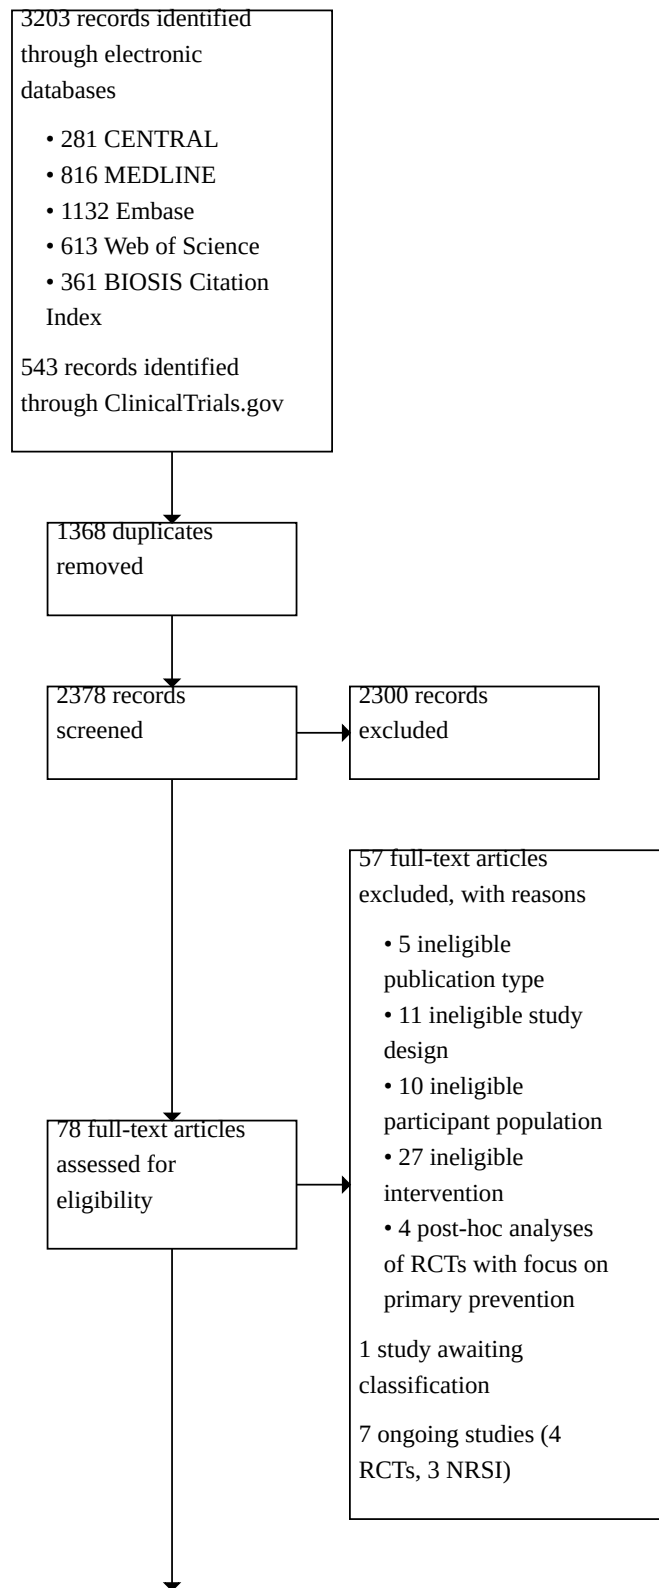 3203 records identified
through electronic
databases
• 281 CENTRAL
• 816 MEDLINE
• 1132 Embase
• 613 Web of Science
• 361 BIOSIS Citation
Index
543 records identified
through ClinicalTrials.gov
1368 duplicates
removed
2378 records
screened
2300 records
excluded
57 full-text articles
excluded, with reasons
• 5 ineligible
publication type
• 11 ineligible study
design
• 10 ineligible
participant population
• 27 ineligible
intervention
• 4 post-hoc analyses
of RCTs with focus on
primary prevention
1 study awaiting
classification
7 ongoing studies (4
RCTs, 3 NRSI)
78 full-text articles
assessed for
eligibility